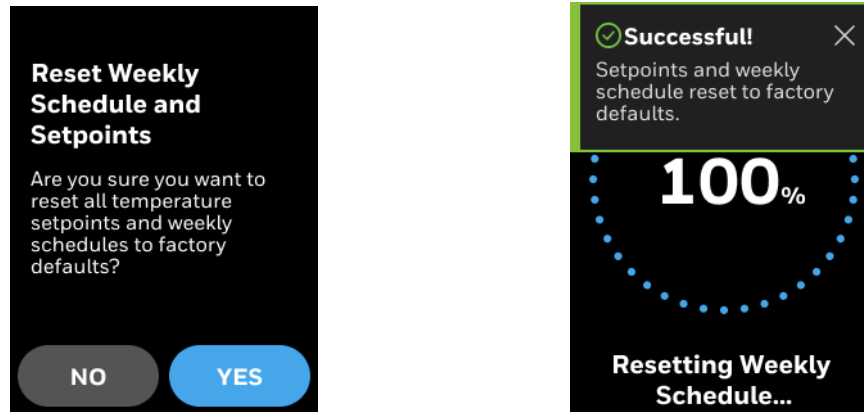 Reset Weekly
Schedule and
Setpoints
Are you sure you want to
reset all temperature
setpoints and weekly
schedules to factory
defaults?
NO
YES
Successful!
Setpoints and weekly
schedule reset to factory
defaults.
100%
Resetting Weekly
Schedule...